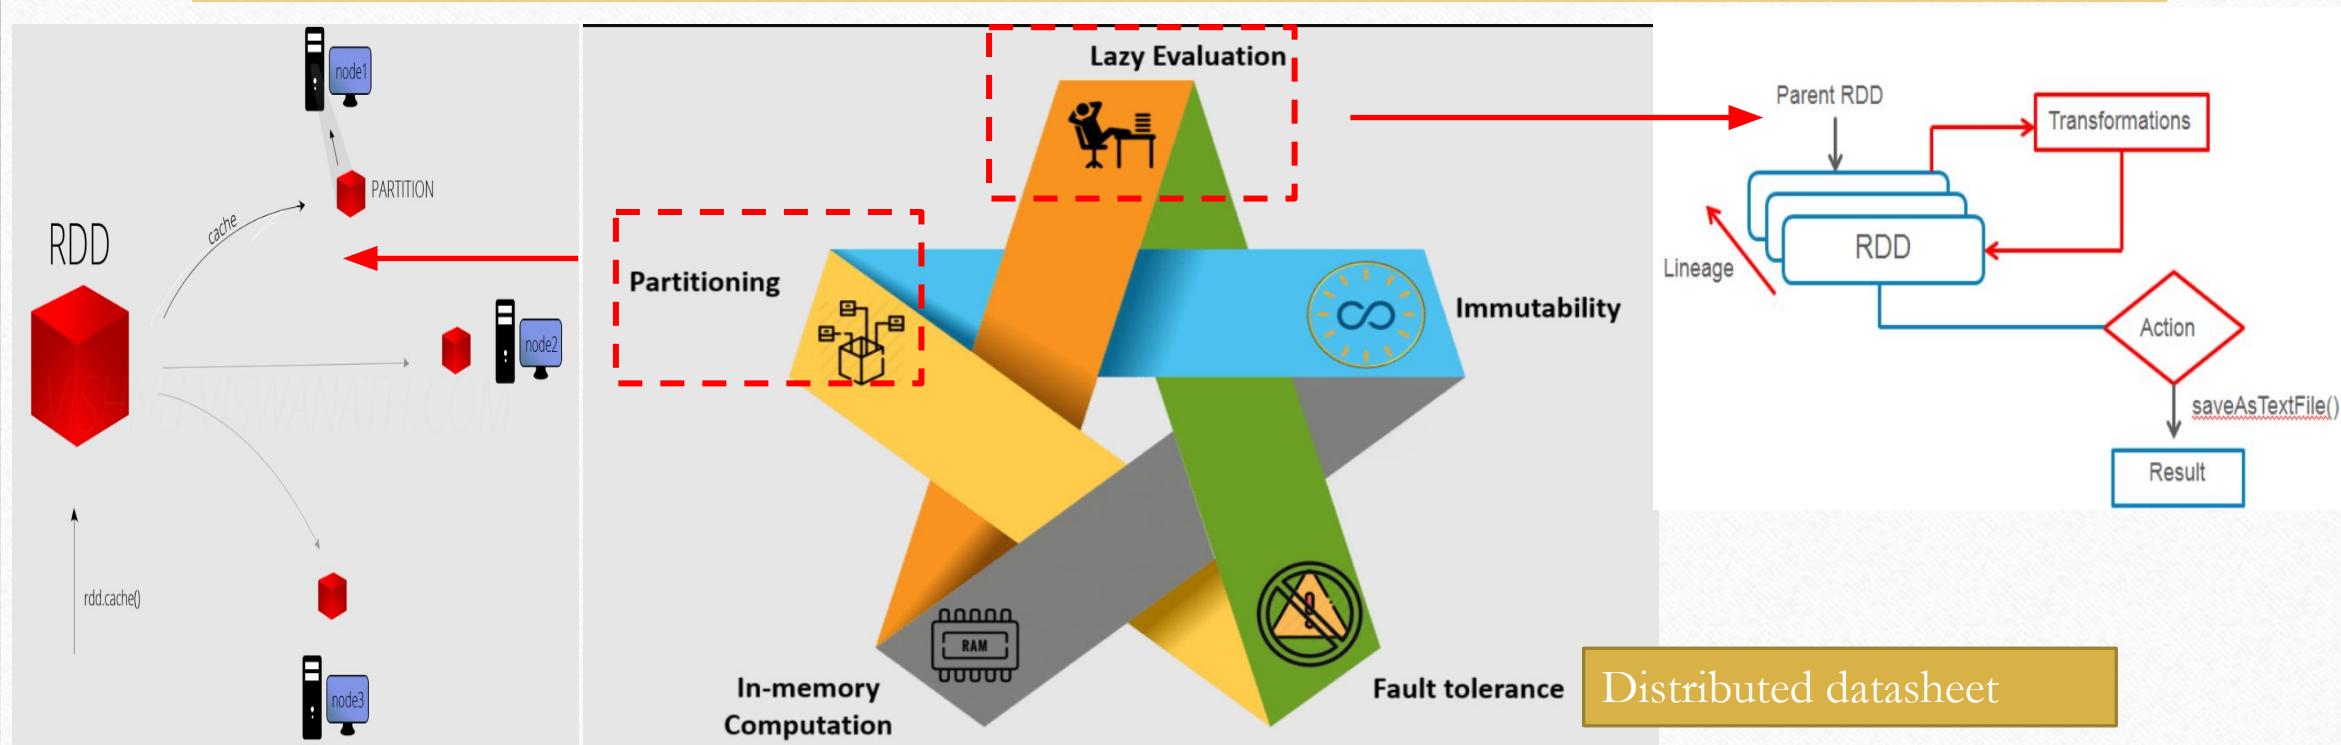 node1
PARTITION
cache
RDD
node2
rdd.cache()
node3
Lazy Evaluation
Partitioning
Immutability
RAM
In-memory
Computation
Fault tolerance
Parent RDD
Transformations
RDD
Lineage
Action
saveAsTextFile()
Result
Distributed datasheet